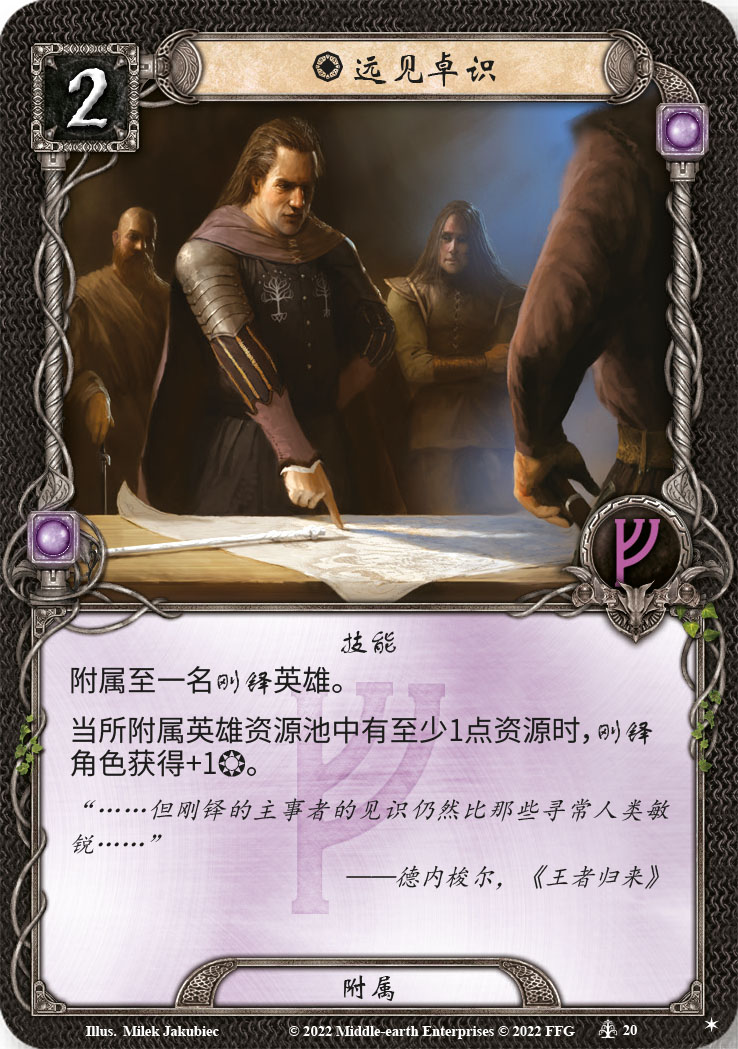 2
远见卓识
技能
附属至一名刚铎英雄。
当所附属英雄资源池中有至少1点资源时，刚铎
角色获得+1。
“……但刚铎的主事者的见识仍然比那些寻常人类敏
锐……”
——德内梭尔，《王者归来》
附属
Illus. Milek Jakubiec © 2022 Middle-earth Enterprises © 2022 FFG 20